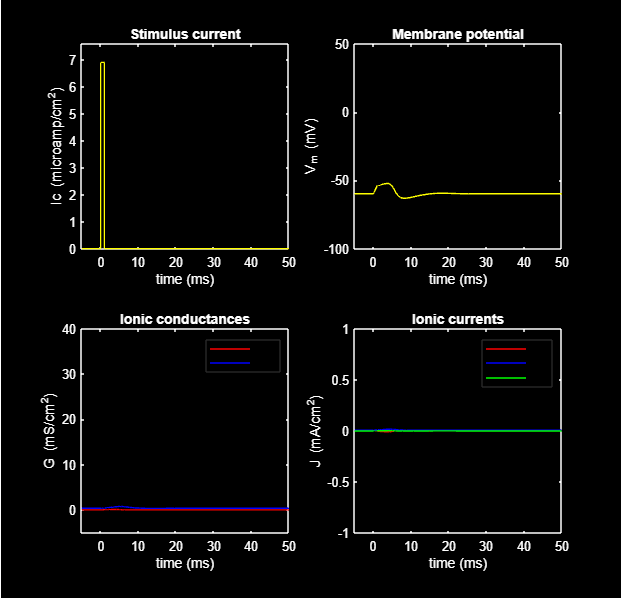 Stimulus current
7
6
5
4
3
2
1
0
Ic (microamp/cm²)
0 10 20 30 40 50
time (ms)
Membrane potential
50
0
-50
-100
Vₘ (mV)
0 10 20 30 40 50
time (ms)
Ionic conductances
40
30
20
10
0
G (mS/cm²)
0 10 20 30 40 50
time (ms)
Ionic currents
1
0.5
0
-0.5
-1
J (mA/cm²)
0 10 20 30 40 50
time (ms)